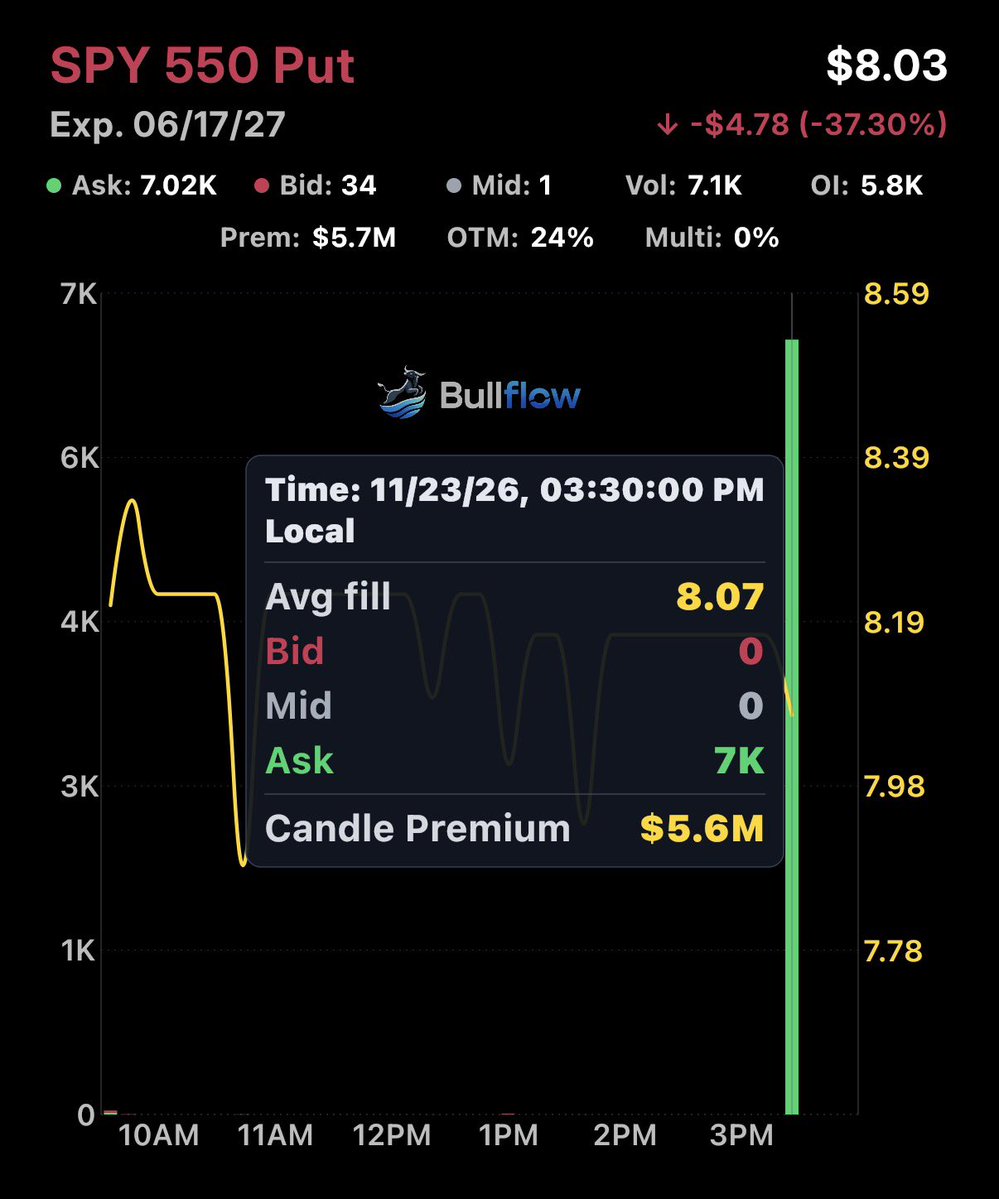 SPY 550 Put $8.03
Exp. 06/17/27 ↓ -$4.78 (-37.30%)
Ask: 7.02K Bid: 34 Mid: 1 Vol: 7.1K OI: 5.8K
Prem: $5.7M OTM: 24% Multi: 0%
7K 8.59
Bullflow
6K 8.39
Time: 11/23/26, 03:30:00 PM
Local
Avg fill 8.07
4K 8.19
Bid 0
Mid 0
Ask 7K
3K 7.98
Candle Premium $5.6M
1K 7.78
0
10AM 11AM 12PM 1PM 2PM 3PM